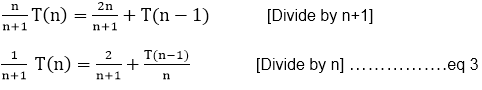 n/n+1 T(n) = 2n/n+1 + T(n − 1) [Divide by n+1]
1/n+1 T(n) = 2/n+1 + T(n−1)/n [Divide by n] ................eq 3